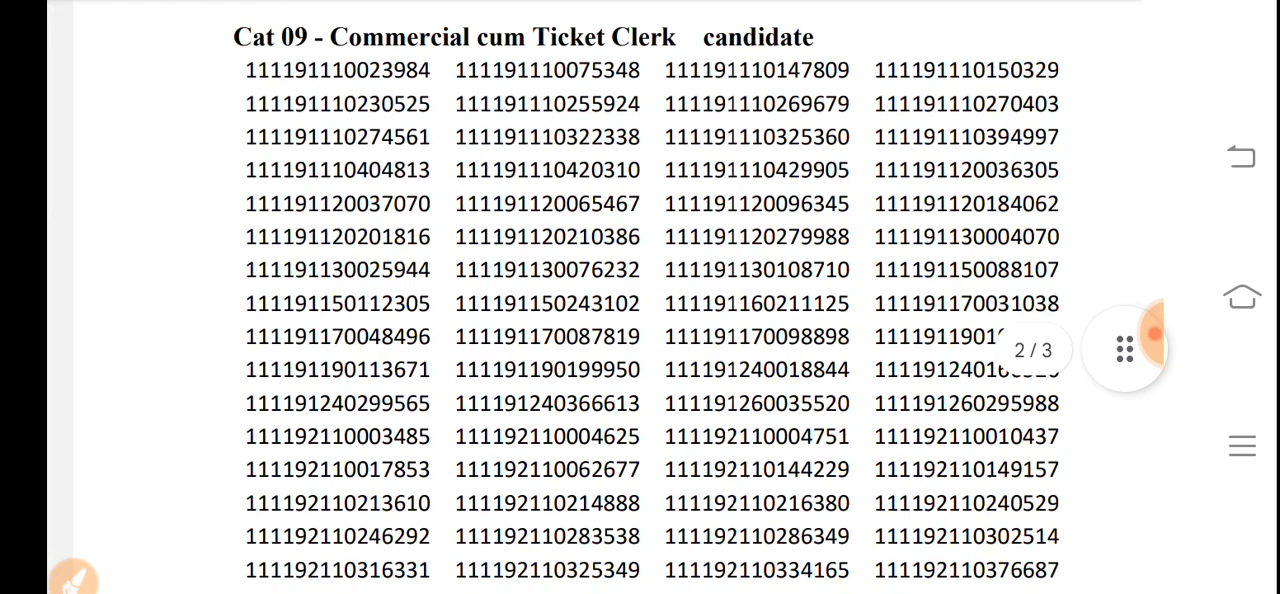 Cat 09 - Commercial cum Ticket Clerk candidate
111191110023984 111191110075348 111191110147809 111191110150329
111191110230525 111191110255924 111191110269679 111191110270403
111191110274561 111191110322338 111191110325360 111191110394997
111191110404813 111191110420310 111191110429905 111191120036305
111191120037070 111191120065467 111191120096345 111191120184062
111191120201816 111191120210386 111191120279988 111191130004070
111191130025944 111191130076232 111191130108710 111191150088107
111191150112305 111191150243102 111191160211125 111191170031038
111191170048496 111191170087819 111191170098898
2 / 3
111191190113671 111191190199950 111191240018844
111191240299565 111191240366613 111191260035520 111191260295988
111192110003485 111192110004625 111192110004751 111192110010437
111192110017853 111192110062677 111192110144229 111192110149157
111192110213610 111192110214888 111192110216380 111192110240529
111192110246292 111192110283538 111192110286349 111192110302514
111192110316331 111192110325349 111192110334165 111192110376687